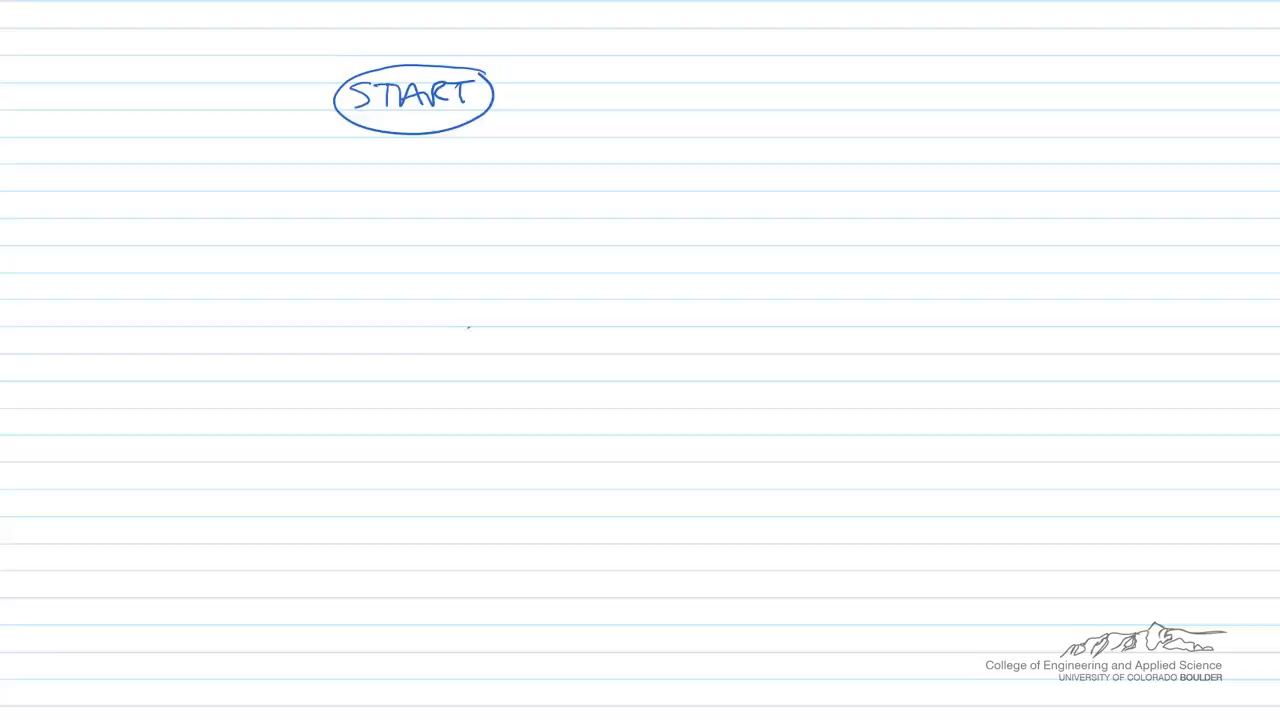 START
College of Engineering and Applied Science
UNIVERSITY OF COLORADO BOULDER